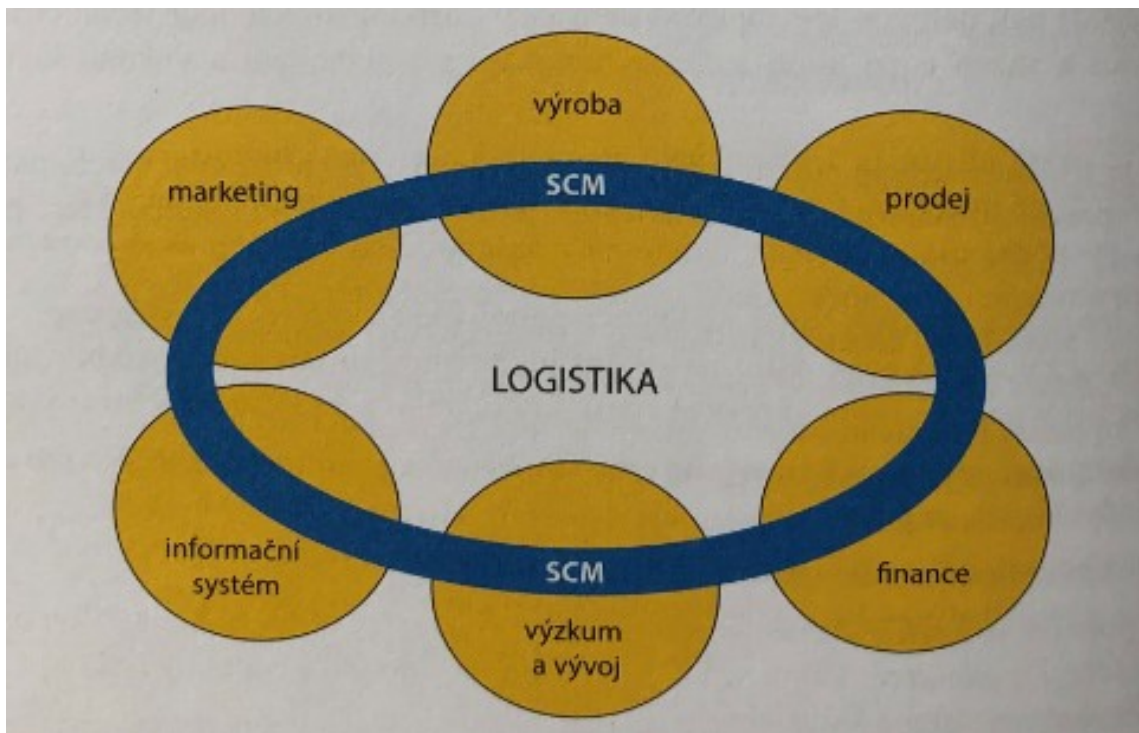 výroba
SCM
marketing
prodej
LOGISTIKA
informační
systém
SCM
finance
výzkum
a vývoj